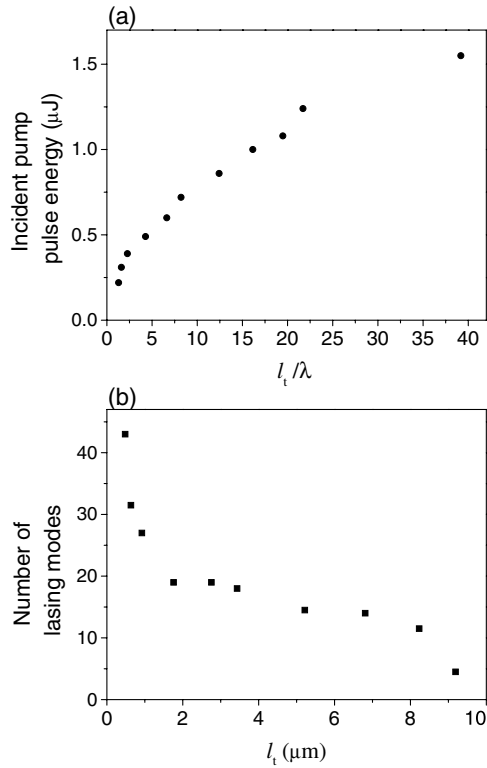 (a)
Incident pump
pulse energy (μJ)
1.5
1.0
0.5
0.0
0 5 10 15 20 25 30 35 40
lt/λ
(b)
Number of
lasing modes
40
30
20
10
0
0 2 4 6 8 10
lt (μm)